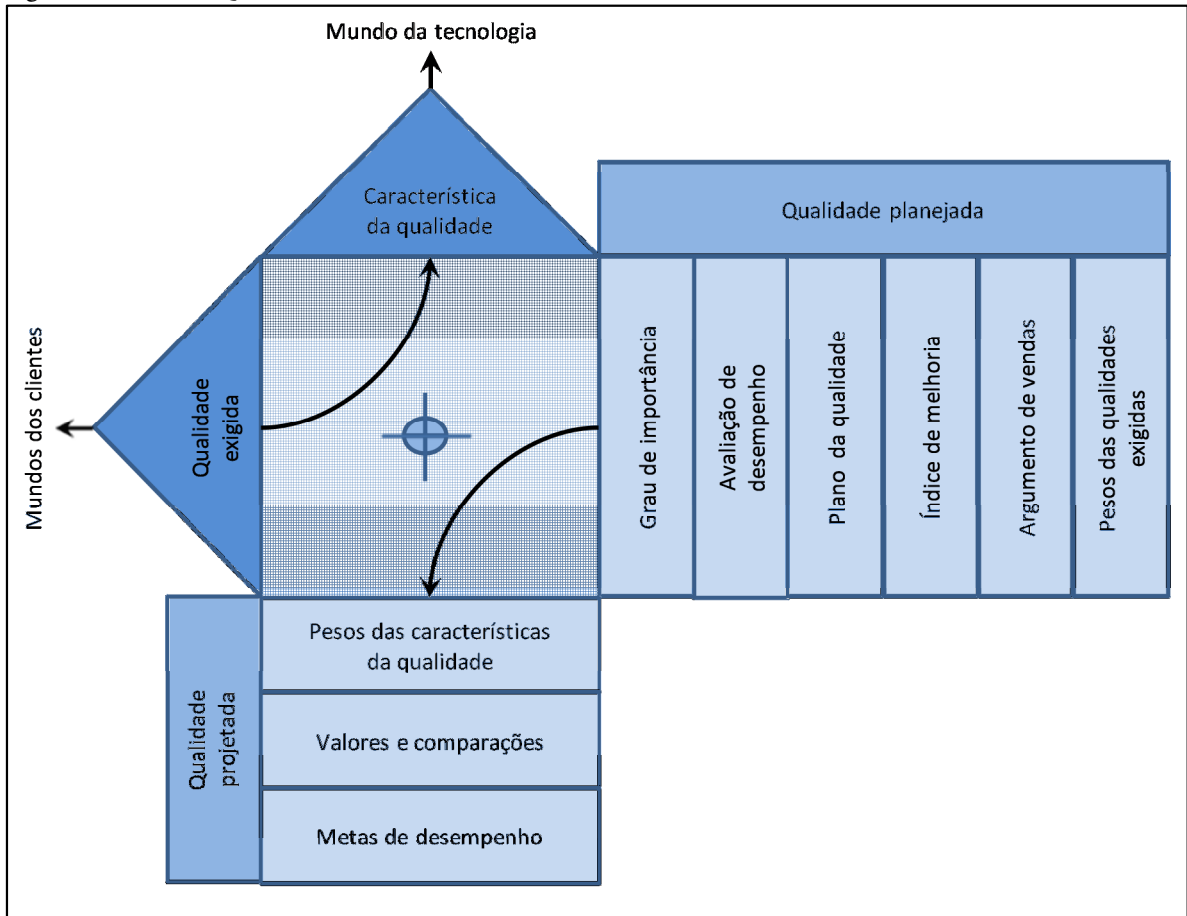 Mundo da tecnologia
Característica
da qualidade
Qualidade planejada
Mundos dos clientes
Qualidade
exigida
Grau de importância
Avaliação de
desempenho
Plano da qualidade
Índice de melhoria
Argumento de vendas
Pesos das qualidades
exigidas
Qualidade
projetada
Pesos das características
da qualidade
Valores e comparações
Metas de desempenho